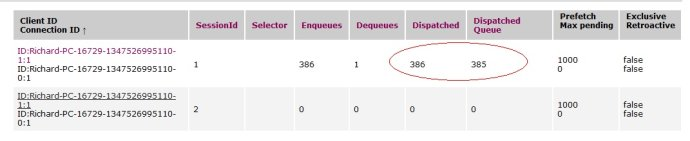 Client ID
Connection ID ↑
SessionId
Selector
Enqueues
Dequeues
Dispatched
Dispatched
Queue
Prefetch
Max pending
Exclusive
Retroactive
ID:Richard-PC-16729-1347526995110-
1:1
ID:Richard-PC-16729-1347526995110-
0:1
1
386
1
386
385
1000
0
false
false
ID:Richard-PC-16729-1347526995110-
1:1
ID:Richard-PC-16729-1347526995110-
0:1
2
0
0
0
0
1000
0
false
false